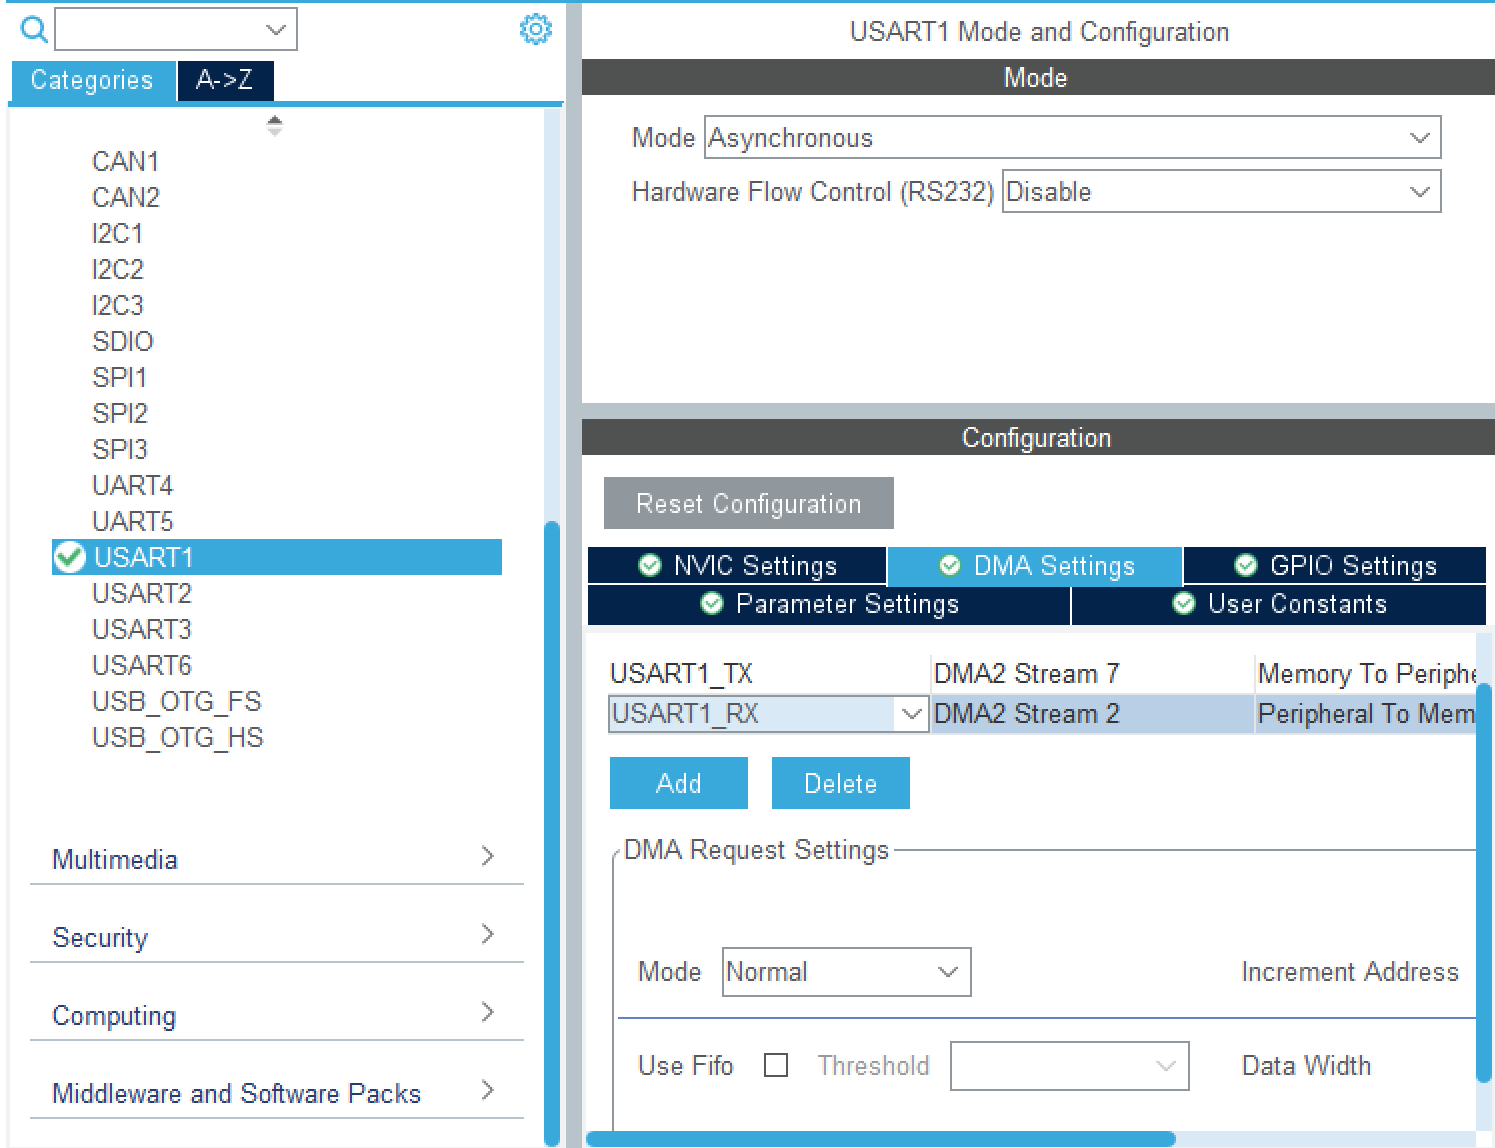 Categories
A->Z
CAN1
CAN2
I2C1
I2C2
I2C3
SDIO
SPI1
SPI2
SPI3
UART4
UART5
USART1
USART2
USART3
USART6
USB_OTG_FS
USB_OTG_HS
Multimedia
Security
Computing
Middleware and Software Packs
USART1 Mode and Configuration
Mode
Mode Asynchronous
Hardware Flow Control (RS232) Disable
Configuration
Reset Configuration
NVIC Settings DMA Settings GPIO Settings
Parameter Settings User Constants
USART1_TX DMA2 Stream 7 Memory To Periphe
USART1_RX DMA2 Stream 2 Peripheral To Mem
Add Delete
DMA Request Settings
Mode Normal Increment Address
Use Fifo Threshold Data Width